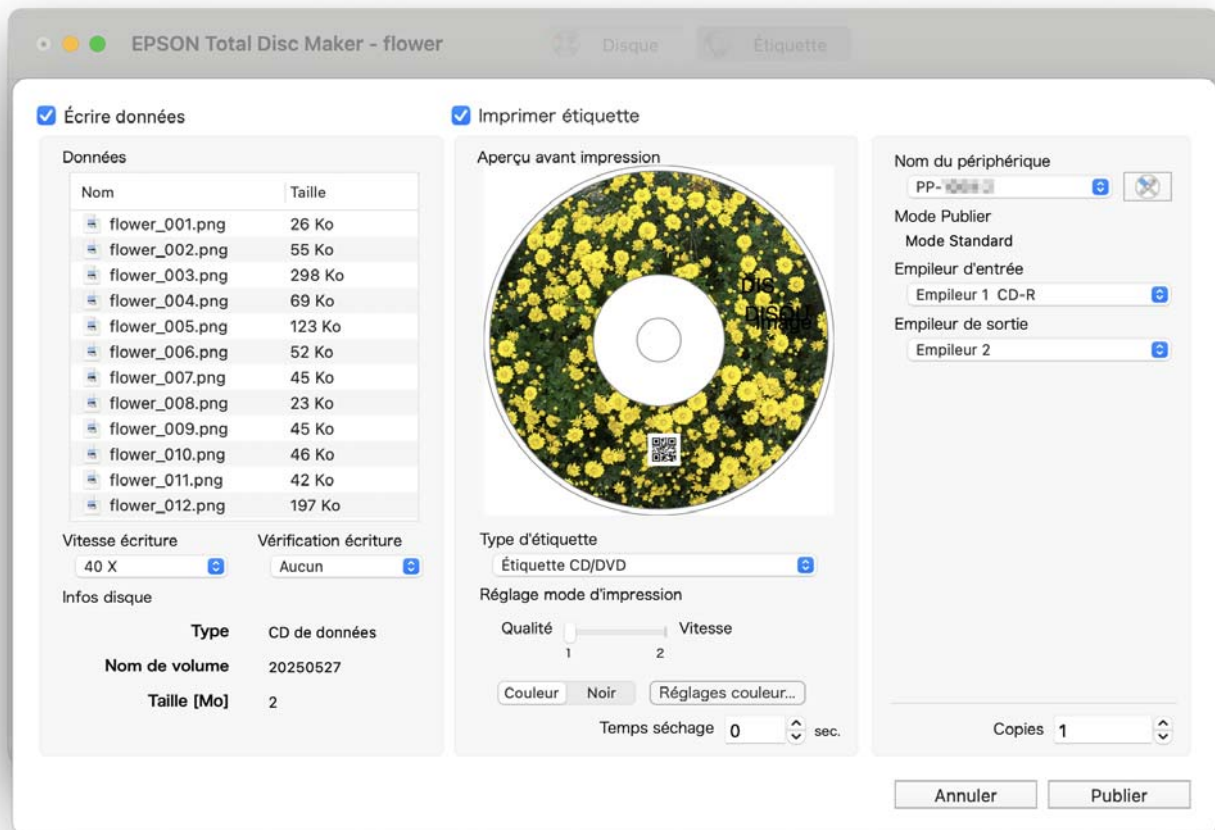 EPSON Total Disc Maker - flower
Disque
Étiquette
Écrire données
Imprimer étiquette
Données
Nom
Taille
flower_001.png
26 Ko
flower_002.png
55 Ko
flower_003.png
298 Ko
flower_004.png
69 Ko
flower_005.png
123 Ko
flower_006.png
52 Ko
flower_007.png
45 Ko
flower_008.png
23 Ko
flower_009.png
45 Ko
flower_010.png
46 Ko
flower_011.png
42 Ko
flower_012.png
197 Ko
Vitesse écriture
Vérification écriture
40 X
Aucun
Infos disque
Type
CD de données
Nom de volume
20250527
Taille [Mo]
2
Aperçu avant impression
DIS
DISQU
Image
Type d'étiquette
Étiquette CD/DVD
Réglage mode d'impression
Qualité
Vitesse
1
2
Couleur
Noir
Réglages couleur...
Temps séchage
0
sec.
Nom du périphérique
PP-
Mode Publier
Mode Standard
Empileur d'entrée
Empileur 1 CD-R
Empileur de sortie
Empileur 2
Copies
1
Annuler
Publier